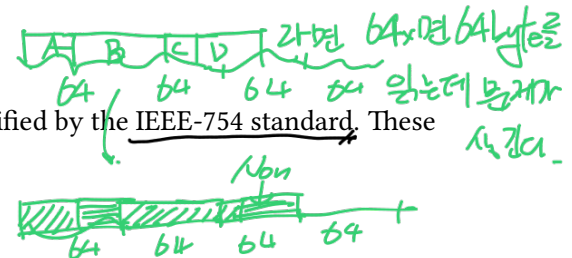 A B C D 라면 64x면 64byte를
64 64 64 64 읽는데 문제가
ified by the IEEE-754 standard. These
생긴다.
Non
64 64 64 64